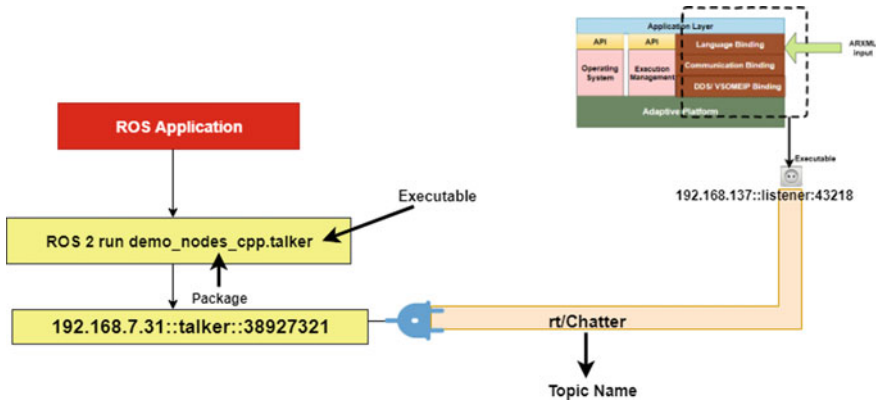 Application Layer
API
API
Language Binding
ARXML
input
Operating
System
Execution
Management
Communication Binding
DDS/ VSOMEIP Binding
Adaptive Platform
ROS Application
Executable
192.168.137::listener:43218
Executable
ROS 2 run demo_nodes_cpp.talker
Package
192.168.7.31::talker::38927321
rt/Chatter
Topic Name